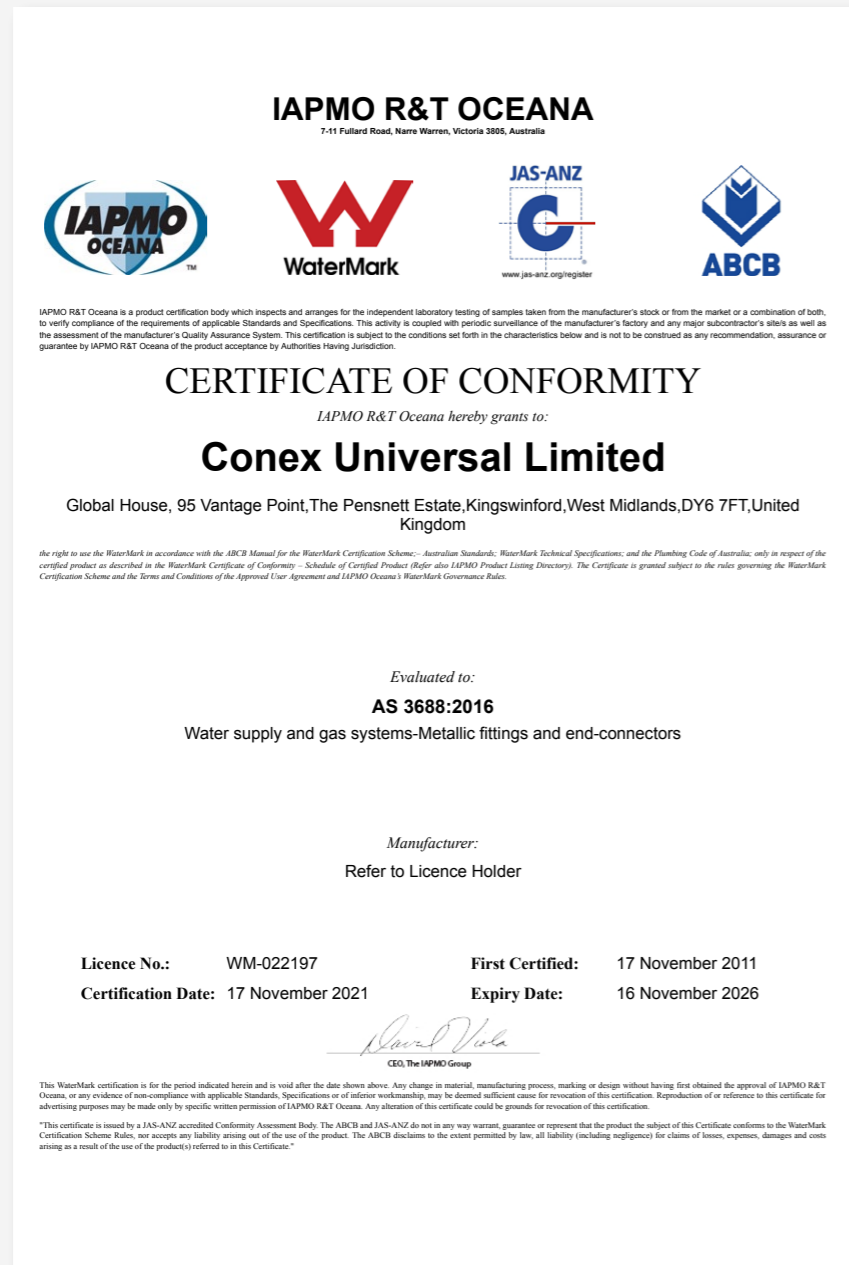 IAPMO R&T OCEANA
7-11 Fullard Road, Narre Warren, Victoria 3805, Australia
IAPMO
OCEANA
TM
WaterMark
JAS-ANZ
®
www.jas-anz.org/register
ABCB
IAPMO R&T Oceana is a product certification body which inspects and arranges for the independent laboratory testing of samples taken from the manufacturer's stock or from the market or a combination of both,
to verify compliance of the requirements of applicable Standards and Specifications. This activity is coupled with periodic surveillance of the manufacturer's factory and any major subcontractor's site/s as well as
the assessment of the manufacturer's Quality Assurance System. This certification is subject to the conditions set forth in the characteristics below and is not to be construed as any recommendation, assurance or
guarantee by IAPMO R&T Oceana of the product acceptance by Authorities Having Jurisdiction.
CERTIFICATE OF CONFORMITY
IAPMO R&T Oceana hereby grants to:
Conex Universal Limited
Global House, 95 Vantage Point,The Pensnett Estate,Kingswinford,West Midlands,DY6 7FT,United
Kingdom
the right to use the WaterMark in accordance with the ABCB Manual for the WaterMark Certification Scheme;– Australian Standards; WaterMark Technical Specifications; and the Plumbing Code of Australia; only in respect of the
certified product as described in the WaterMark Certificate of Conformity – Schedule of Certified Product (Refer also IAPMO Product Listing Directory). The Certificate is granted subject to the rules governing the WaterMark
Certification Scheme and the Terms and Conditions of the Approved User Agreement and IAPMO Oceana's WaterMark Governance Rules.
Evaluated to:
AS 3688:2016
Water supply and gas systems-Metallic fittings and end-connectors
Manufacturer:
Refer to Licence Holder
Licence No.: WM-022197 First Certified: 17 November 2011
Certification Date: 17 November 2021 Expiry Date: 16 November 2026
David Viola
CEO, The IAPMO Group
This WaterMark certification is for the period indicated herein and is void after the date shown above. Any change in material, manufacturing process, marking or design without having first obtained the approval of IAPMO R&T
Oceana, or any evidence of non-compliance with applicable Standards, Specifications or of inferior workmanship, may be deemed sufficient cause for revocation of this certification. Reproduction of or reference to this certificate for
advertising purposes may be made only by specific written permission of IAPMO R&T Oceana. Any alteration of this certificate could be grounds for revocation of this certification.
"This certificate is issued by a JAS-ANZ accredited Conformity Assessment Body. The ABCB and JAS-ANZ do not in any way warrant, guarantee or represent that the product the subject of this Certificate conforms to the WaterMark
Certification Scheme Rules, nor accepts any liability arising out of the use of the product. The ABCB disclaims to the extent permitted by law, all liability (including negligence) for claims of losses, expenses, damages and costs
arising as a result of the use of the product(s) referred to in this Certificate."